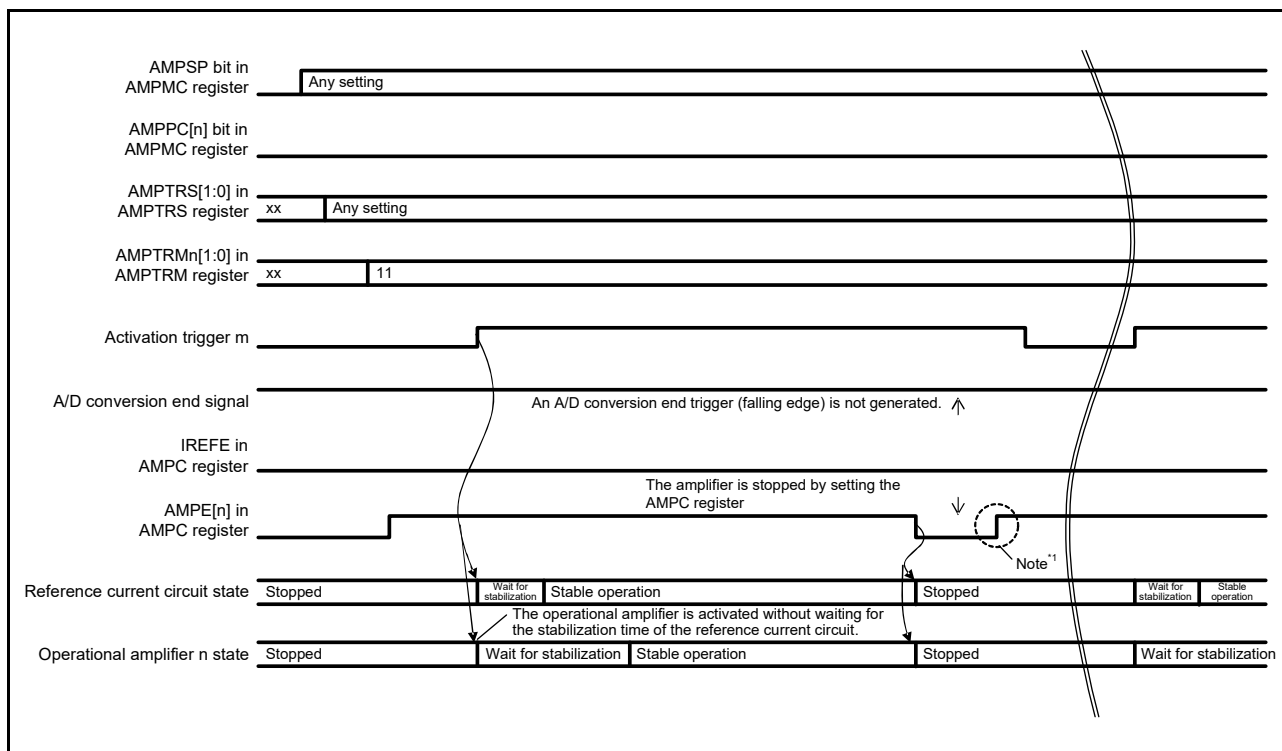 AMPSP bit in
AMPMC register
Any setting
AMPPC[n] bit in
AMPMC register
AMPTRS[1:0] in
AMPTRS register
xx
Any setting
AMPTRMn[1:0] in
AMPTRM register
xx
11
Activation trigger m
A/D conversion end signal
An A/D conversion end trigger (falling edge) is not generated.
IREFE in
AMPC register
The amplifier is stopped by setting the
AMPC register
AMPE[n] in
AMPC register
Note*1
Reference current circuit state
Stopped
Wait for
stabilization
Stable operation
Stopped
Wait for
stabilization
Stable
operation
The operational amplifier is activated without waiting for
the stabilization time of the reference current circuit.
Operational amplifier n state
Stopped
Wait for stabilization
Stable operation
Stopped
Wait for stabilization